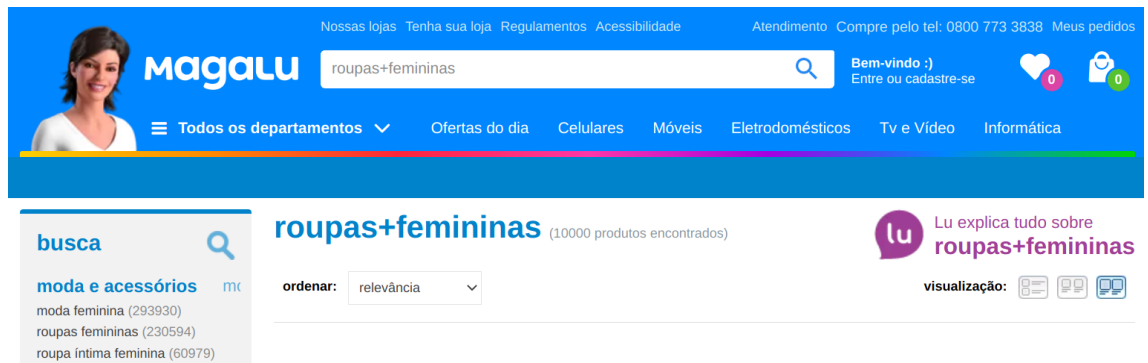 Nossas lojas Tenha sua loja Regulamentos Acessibilidade Atendimento Compre pelo tel: 0800 773 3838 Meus pedidos
Magalu
roupas+femininas
Bem-vindo :)
Entre ou cadastre-se
0
0
Todos os departamentos Ofertas do dia Celulares Móveis Eletrodomésticos Tv e Vídeo Informática
busca
moda e acessórios
moda feminina (293930)
roupas femininas (230594)
roupa íntima feminina (60979)
roupas+femininas (10000 produtos encontrados)
lu
Lu explica tudo sobre
roupas+femininas
ordenar: relevância
visualização: